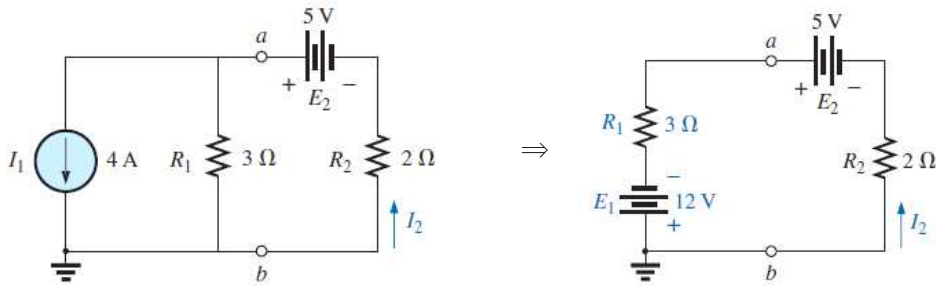 5 V
a
+ E2 −
I1 4 A R1 3 Ω R2 2 Ω
I2
b
⇒
5 V
a
+ E2 −
R1 3 Ω
R2 2 Ω
−
E1 12 V
+
I2
b